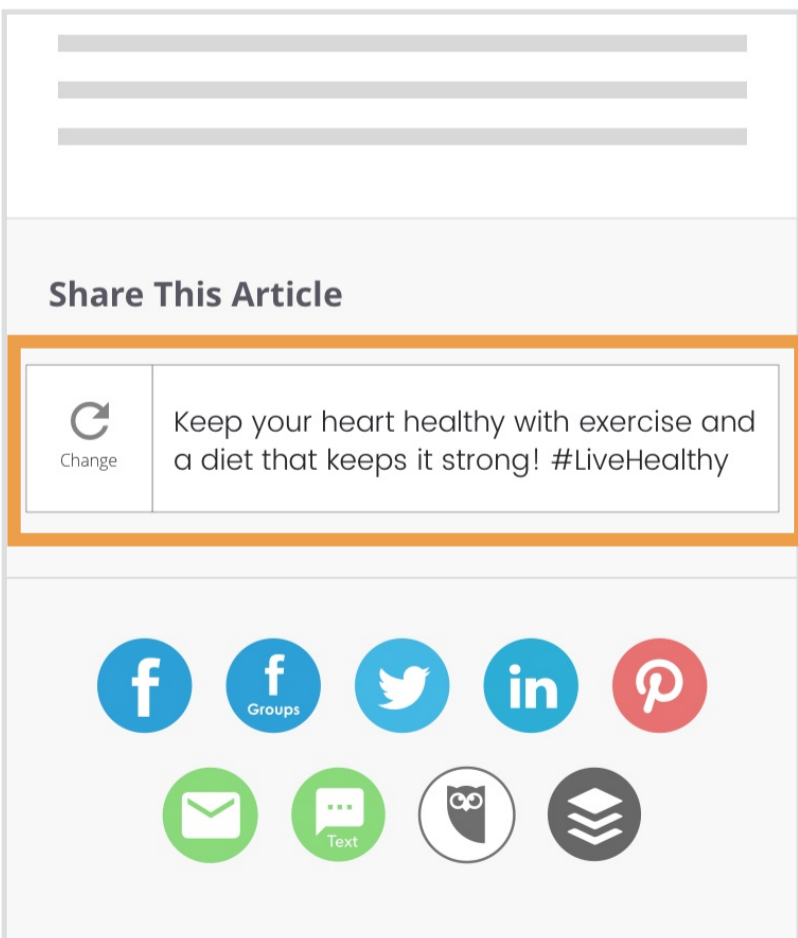 Share This Article
Change
Keep your heart healthy with exercise and
a diet that keeps it strong! #LiveHealthy
f
f
Groups
in
Text